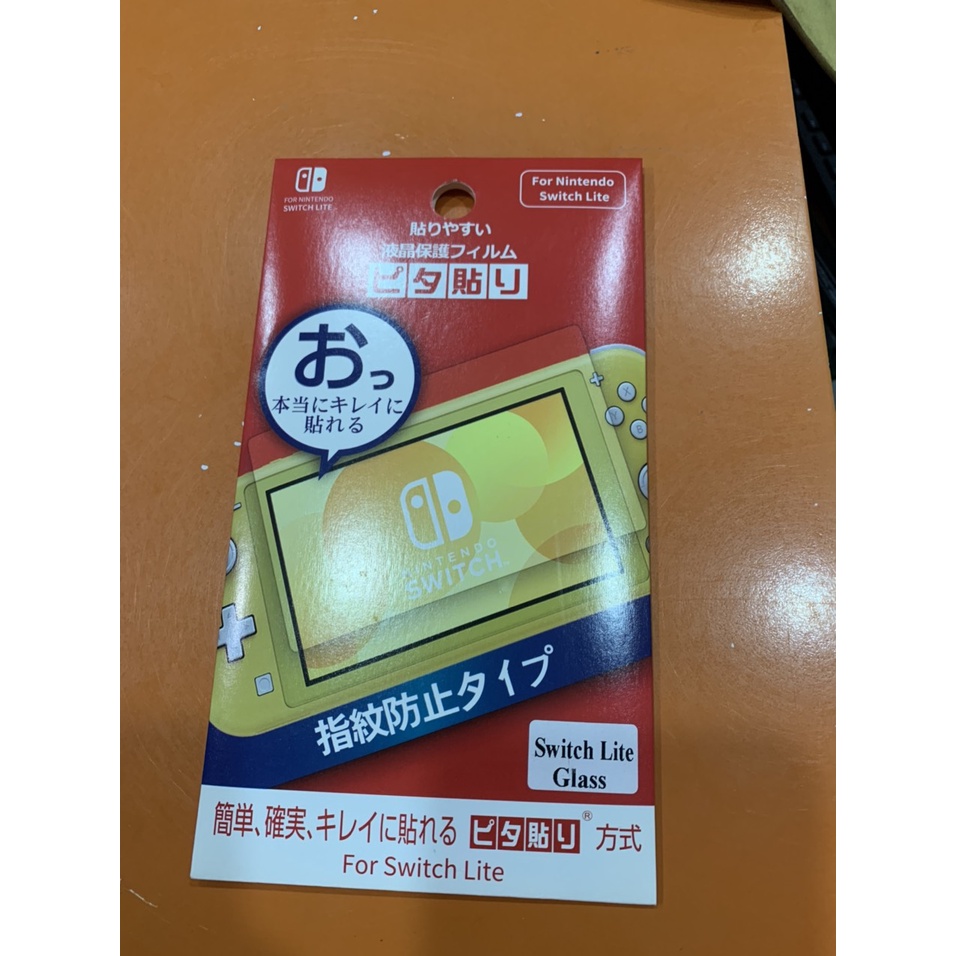 FOR NINTENDO
SWITCH LITE
For Nintendo
Switch Lite
貼りやすい
液晶保護フィルム
ピタ貼り
おっ
本当にキレイに
貼れる
X
Y
B
NINTENDO
SWITCH
指紋防止タイプ
Switch Lite
Glass
簡単、確実、キレイに貼れる ピタ貼り® 方式
For Switch Lite